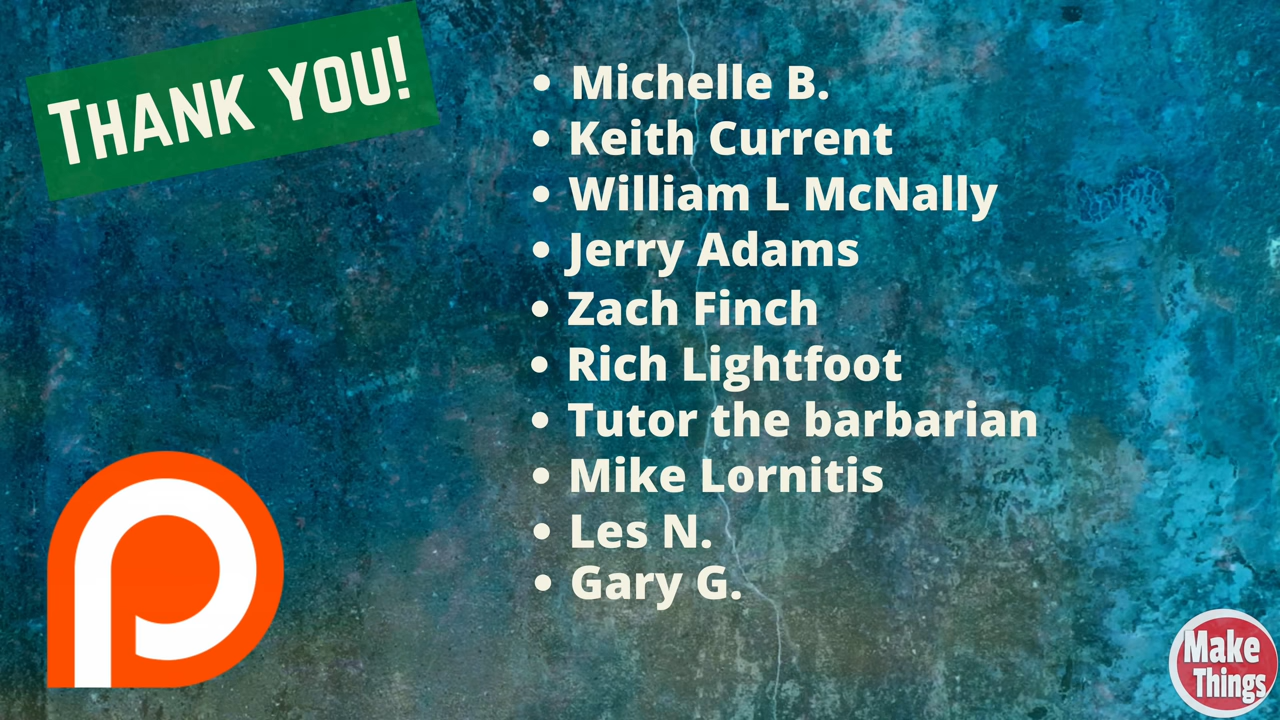 THANK YOU!
• Michelle B.
• Keith Current
• William L McNally
• Jerry Adams
• Zach Finch
• Rich Lightfoot
• Tutor the barbarian
• Mike Lornitis
• Les N.
• Gary G.
Make
Things